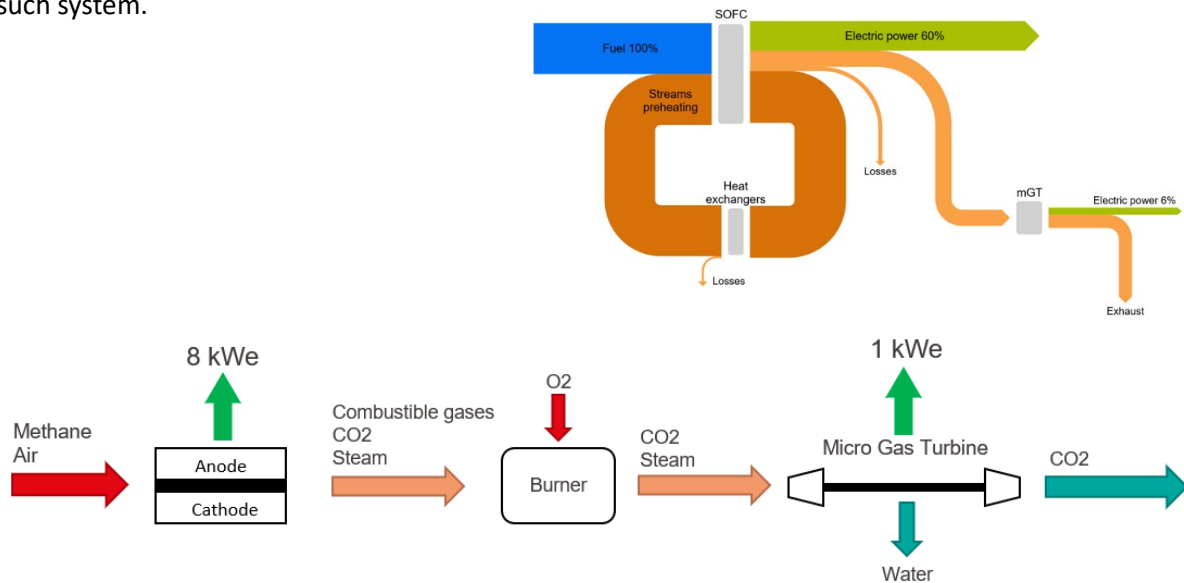 such system.
SOFC
Fuel 100%
Electric power 60%
Streams
preheating
Losses
Heat
exchangers
mGT
Electric power 6%
Losses
Exhaust
8 kWe
1 kWe
O2
Methane
Air
Combustible gases
CO2
Steam
CO2
Steam
Micro Gas Turbine
CO2
Anode
Cathode
Burner
Water